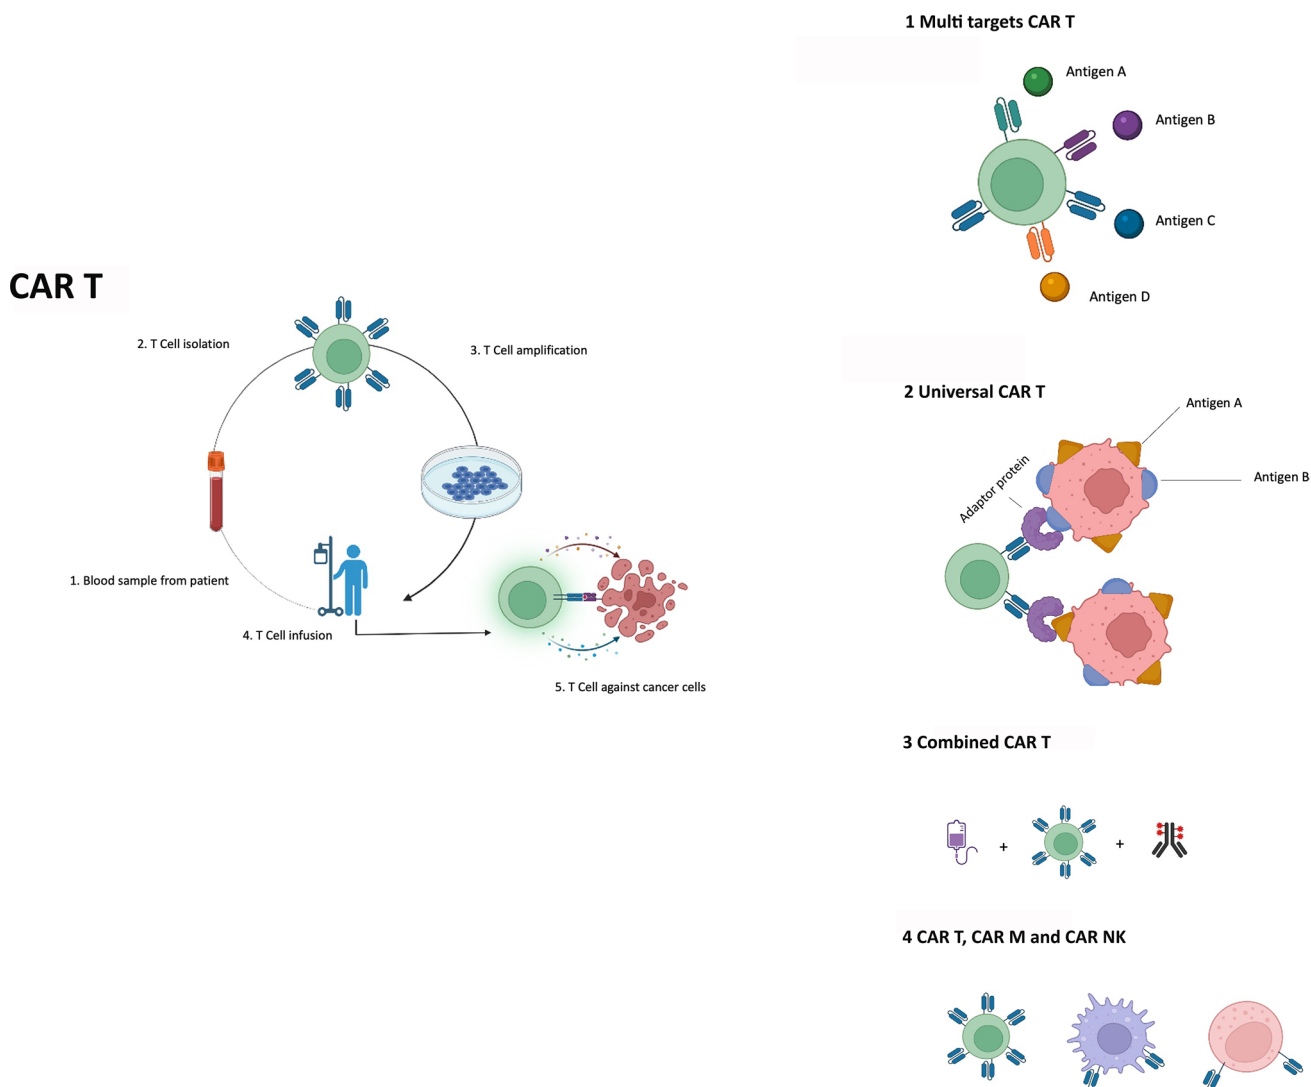 CAR T
2. T Cell isolation
3. T Cell amplification
1. Blood sample from patient
4. T Cell infusion
5. T Cell against cancer cells
1 Multi targets CAR T
Antigen A
Antigen B
Antigen C
Antigen D
2 Universal CAR T
Antigen A
Adaptor protein
Antigen B
3 Combined CAR T
+
+
4 CAR T, CAR M and CAR NK